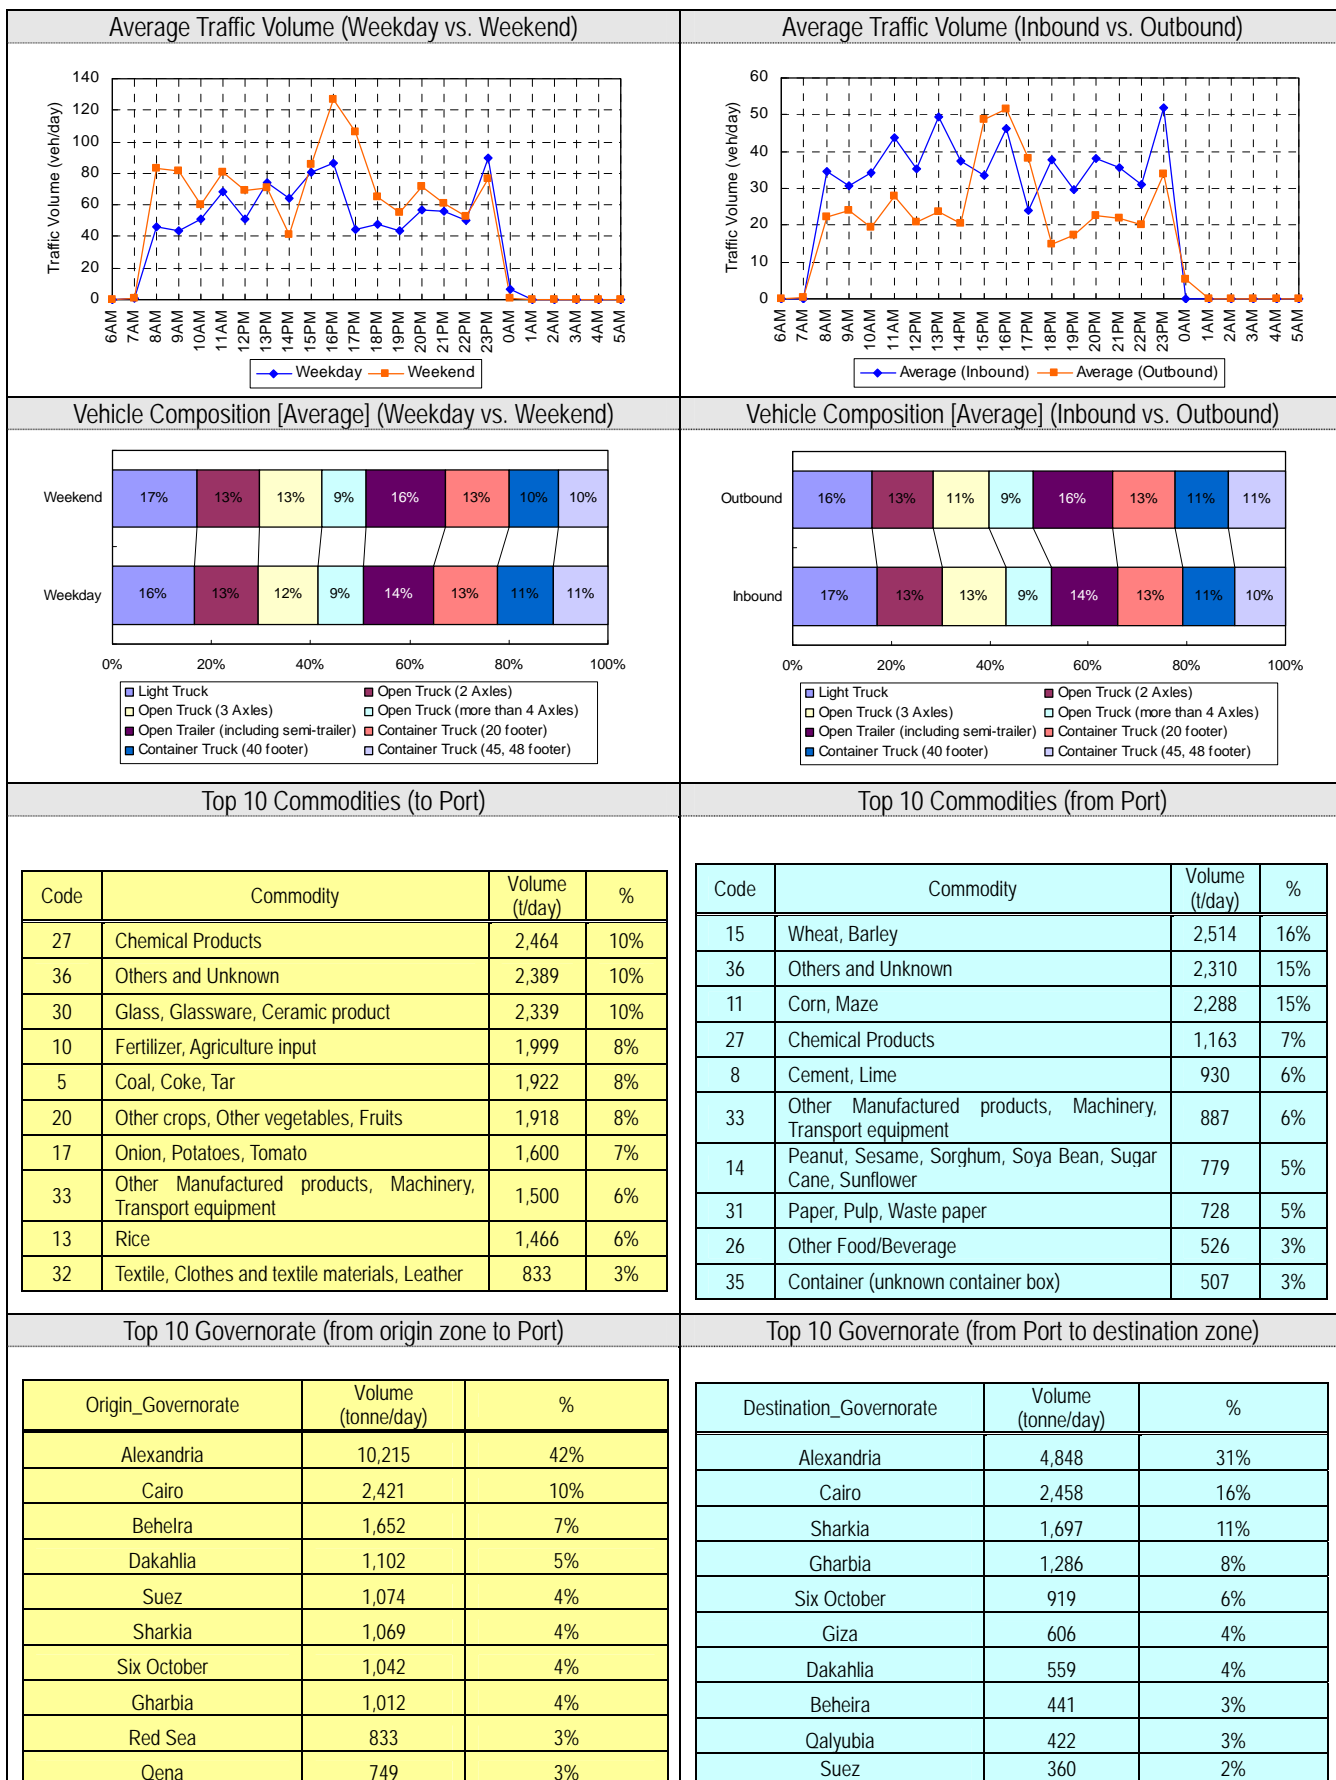 Average Traffic Volume (Weekday vs. Weekend)
Average Traffic Volume (Inbound vs. Outbound)
Traffic Volume (veh/day)
140
120
100
80
60
40
20
0
6AM 7AM 8AM 9AM 10AM 11AM 12PM 13PM 14PM 15PM 16PM 17PM 18PM 19PM 20PM 21PM 22PM 23PM 0AM 1AM 2AM 3AM 4AM 5AM
Weekday Weekend
Traffic Volume (veh/day)
60
50
40
30
20
10
0
6AM 7AM 8AM 9AM 10AM 11AM 12PM 13PM 14PM 15PM 16PM 17PM 18PM 19PM 20PM 21PM 22PM 23PM 0AM 1AM 2AM 3AM 4AM 5AM
Average (Inbound) Average (Outbound)
Vehicle Composition [Average] (Weekday vs. Weekend)
Vehicle Composition [Average] (Inbound vs. Outbound)
Weekend 17% 13% 13% 9% 16% 13% 10% 10%
Weekday 16% 13% 12% 9% 14% 13% 11% 11%
0% 20% 40% 60% 80% 100%
Light Truck Open Truck (2 Axles)
Open Truck (3 Axles) Open Truck (more than 4 Axles)
Open Trailer (including semi-trailer) Container Truck (20 footer)
Container Truck (40 footer) Container Truck (45, 48 footer)
Outbound 16% 13% 11% 9% 16% 13% 11% 11%
Inbound 17% 13% 13% 9% 14% 13% 11% 10%
0% 20% 40% 60% 80% 100%
Light Truck Open Truck (2 Axles)
Open Truck (3 Axles) Open Truck (more than 4 Axles)
Open Trailer (including semi-trailer) Container Truck (20 footer)
Container Truck (40 footer) Container Truck (45, 48 footer)
Top 10 Commodities (to Port)
Code Commodity Volume (t/day) %
27 Chemical Products 2,464 10%
36 Others and Unknown 2,389 10%
30 Glass, Glassware, Ceramic product 2,339 10%
10 Fertilizer, Agriculture input 1,999 8%
5 Coal, Coke, Tar 1,922 8%
20 Other crops, Other vegetables, Fruits 1,918 8%
17 Onion, Potatoes, Tomato 1,600 7%
33 Other Manufactured products, Machinery, Transport equipment 1,500 6%
13 Rice 1,466 6%
32 Textile, Clothes and textile materials, Leather 833 3%
Top 10 Commodities (from Port)
Code Commodity Volume (t/day) %
15 Wheat, Barley 2,514 16%
36 Others and Unknown 2,310 15%
11 Corn, Maze 2,288 15%
27 Chemical Products 1,163 7%
8 Cement, Lime 930 6%
33 Other Manufactured products, Machinery, Transport equipment 887 6%
14 Peanut, Sesame, Sorghum, Soya Bean, Sugar Cane, Sunflower 779 5%
31 Paper, Pulp, Waste paper 728 5%
26 Other Food/Beverage 526 3%
35 Container (unknown container box) 507 3%
Top 10 Governorate (from origin zone to Port)
Origin_Governorate Volume (tonne/day) %
Alexandria 10,215 42%
Cairo 2,421 10%
BeheIra 1,652 7%
Dakahlia 1,102 5%
Suez 1,074 4%
Sharkia 1,069 4%
Six October 1,042 4%
Gharbia 1,012 4%
Red Sea 833 3%
Qena 749 3%
Top 10 Governorate (from Port to destination zone)
Destination_Governorate Volume (tonne/day) %
Alexandria 4,848 31%
Cairo 2,458 16%
Sharkia 1,697 11%
Gharbia 1,286 8%
Six October 919 6%
Giza 606 4%
Dakahlia 559 4%
Beheira 441 3%
Qalyubia 422 3%
Suez 360 2%